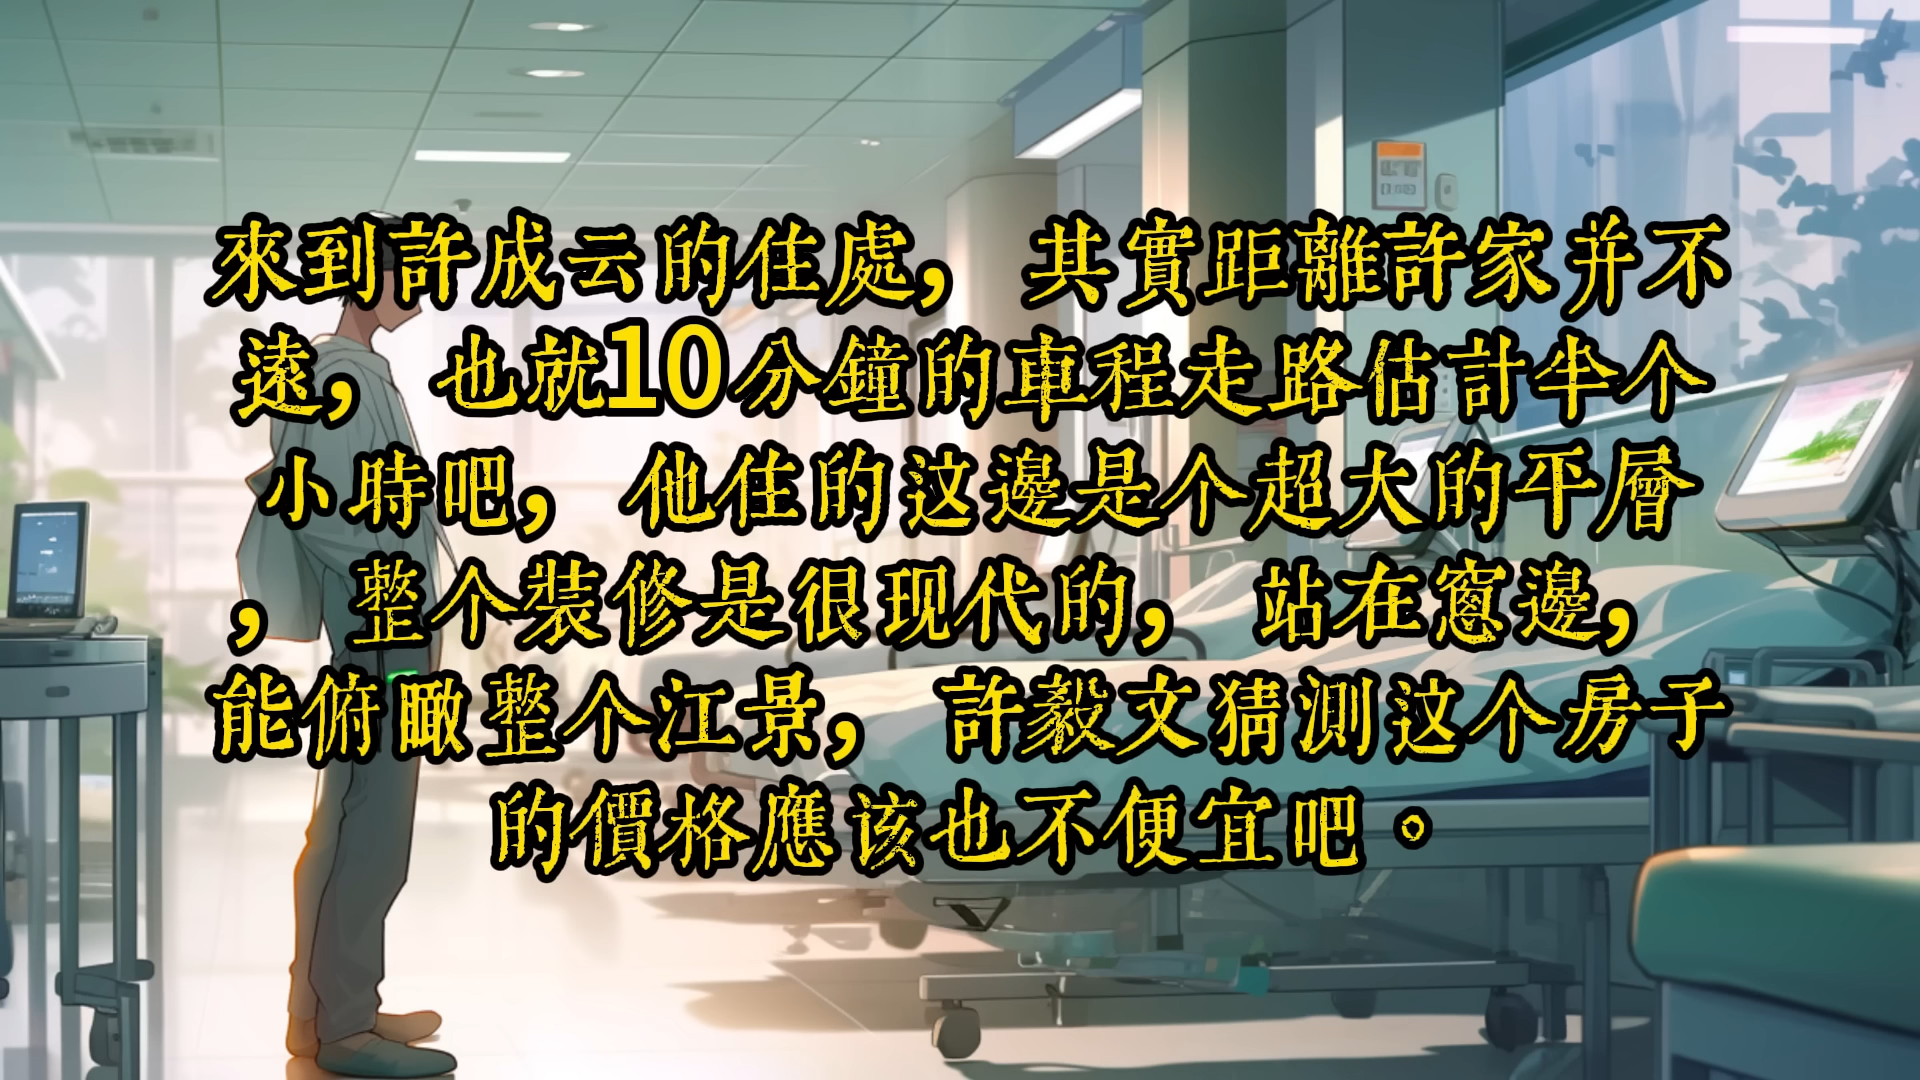 來到許成云的住處，其實距離許家并不
遠，也就10分鐘的車程走路估計半个
小時吧，他住的这邊是个超大的平層
，整个裝修是很现代的，站在窗邊，
能俯瞰整个江景，許毅文猜测这个房子
的價格應该也不便宜吧。